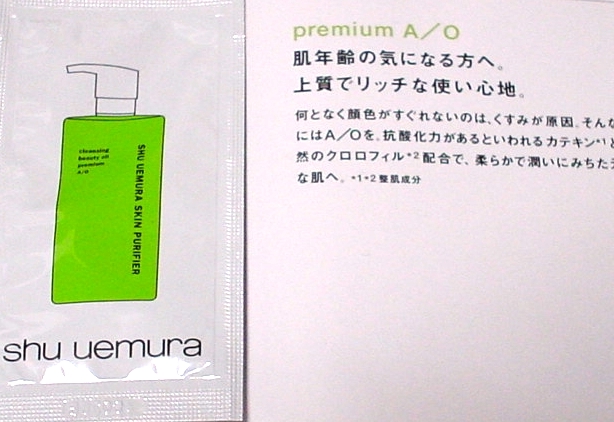 cleansing
beauty oil
premium
A/O
SHU UEMURA SKIN PURIFIER
shu uemura
premium A/O
肌年齢の気になる方へ。
上質でリッチな使い心地。
何となく顔色がすぐれないのは、くすみが原因。そんな
にはA/Oを。抗酸化力があるといわれるカテキン*1と
然のクロロフィル*2配合で、柔らかで潤いにみちた
な肌へ。*1*2整肌成分